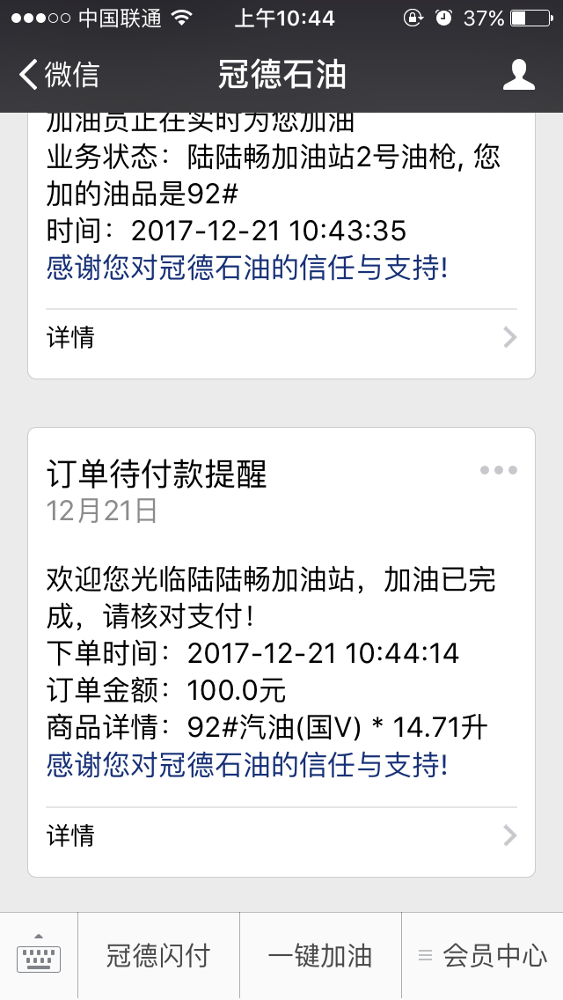 中国联通 上午10:44 37%
微信 冠德石油
加油员正在实时为您加油
业务状态：陆陆畅加油站2号油枪, 您
加的油品是92#
时间：2017-12-21 10:43:35
感谢您对冠德石油的信任与支持!
详情
订单待付款提醒
12月21日
欢迎您光临陆陆畅加油站，加油已完
成，请核对支付！
下单时间：2017-12-21 10:44:14
订单金额：100.0元
商品详情：92#汽油(国V) * 14.71升
感谢您对冠德石油的信任与支持!
详情
冠德闪付 一键加油 会员中心